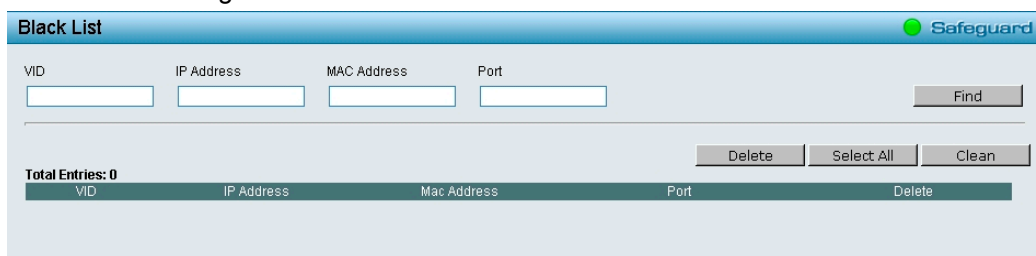 Black List Safeguard
VID IP Address MAC Address Port
Find
Delete Select All Clean
Total Entries: 0
VID IP Address Mac Address Port Delete